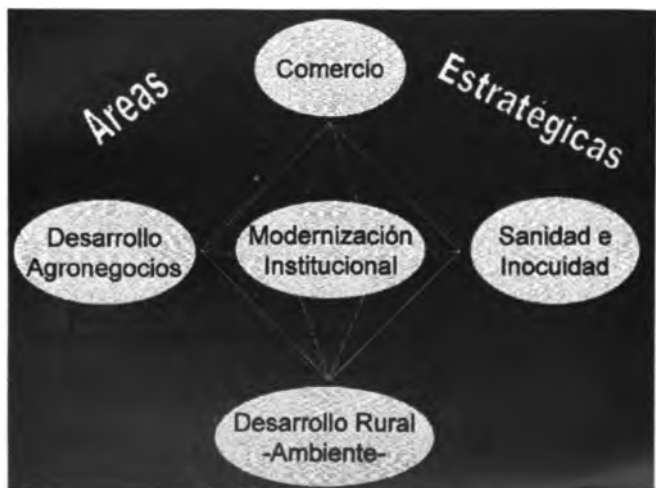 Areas
Estratégicas
Comercio
Desarrollo
Agronegocios
Modernización
Institucional
Sanidad e
Inocuidad
Desarrollo Rural
-Ambiente-